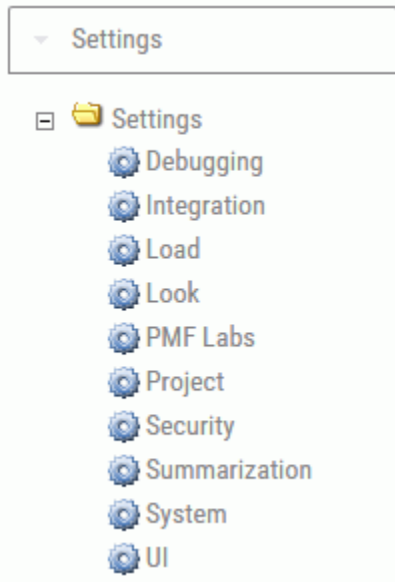 Settings
Settings
Debugging
Integration
Load
Look
PMF Labs
Project
Security
Summarization
System
UI